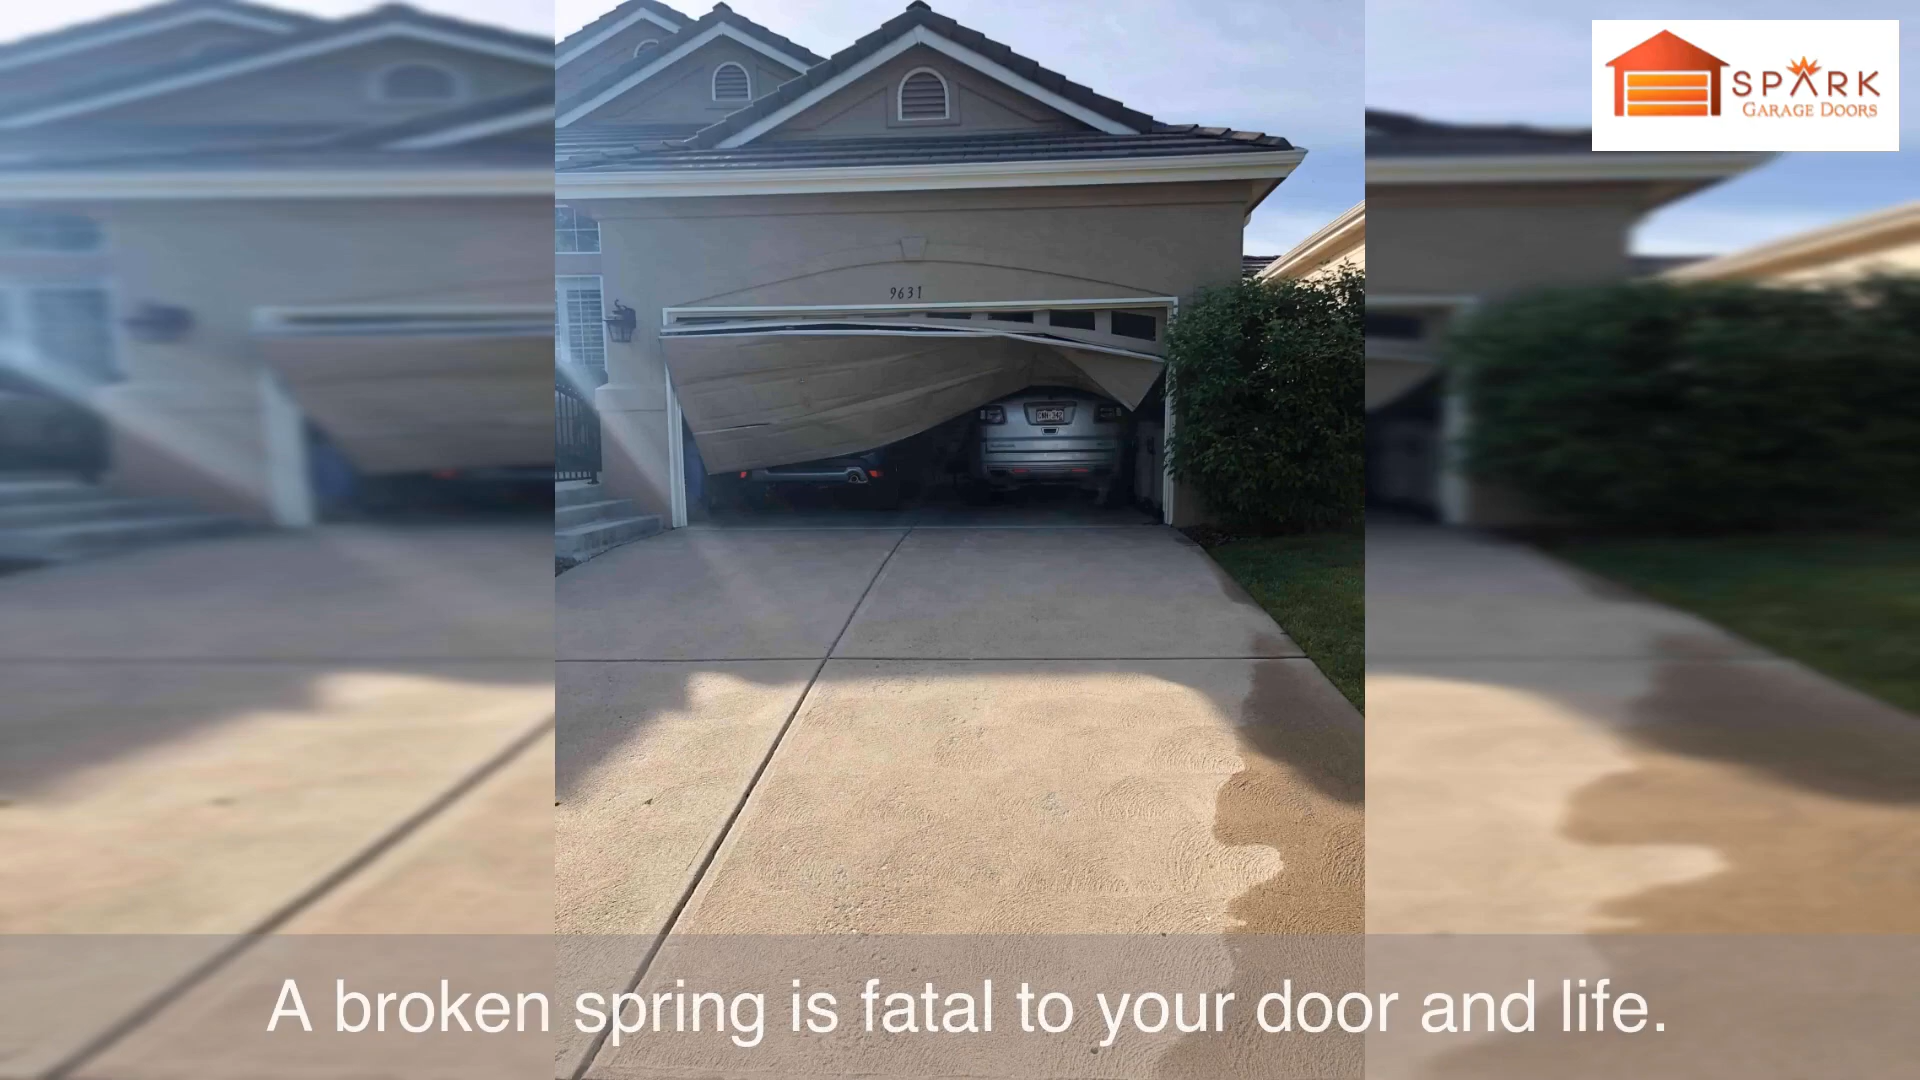 SPARK
GARAGE DOORS
9631
A broken spring is fatal to your door and life.